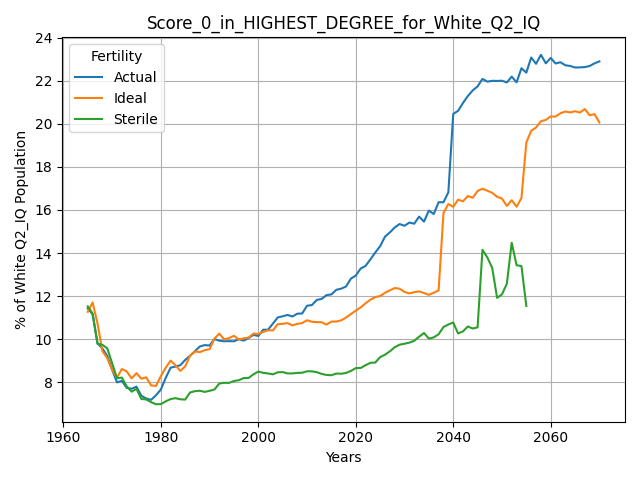 Score_0_in_HIGHEST_DEGREE_for_White_Q2_IQ
% of White Q2_IQ Population
24
22
20
18
16
14
12
10
8
Fertility
Actual
Ideal
Sterile
1960
1980
2000
2020
2040
2060
Years